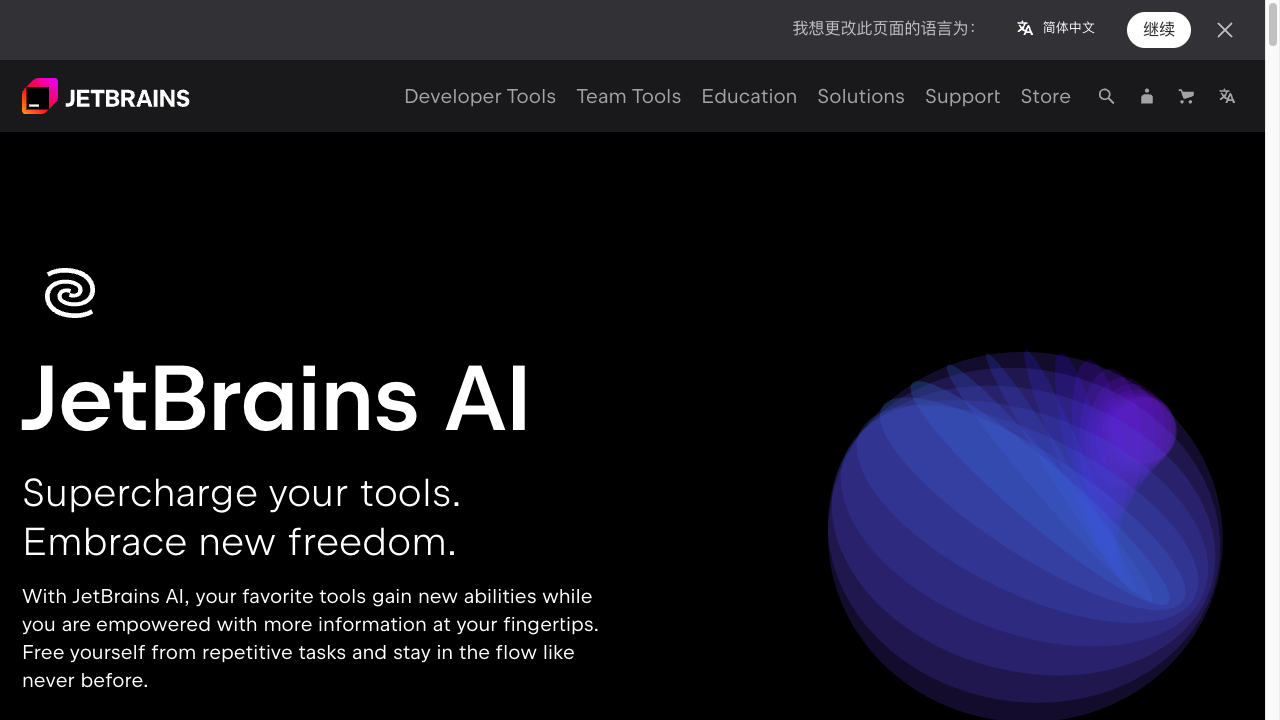 我想更改此页面的语言为：
简体中文
继续
JETBRAINS
Developer Tools Team Tools Education Solutions Support Store
JetBrains AI
Supercharge your tools.
Embrace new freedom.
With JetBrains AI, your favorite tools gain new abilities while
you are empowered with more information at your fingertips.
Free yourself from repetitive tasks and stay in the flow like
never before.